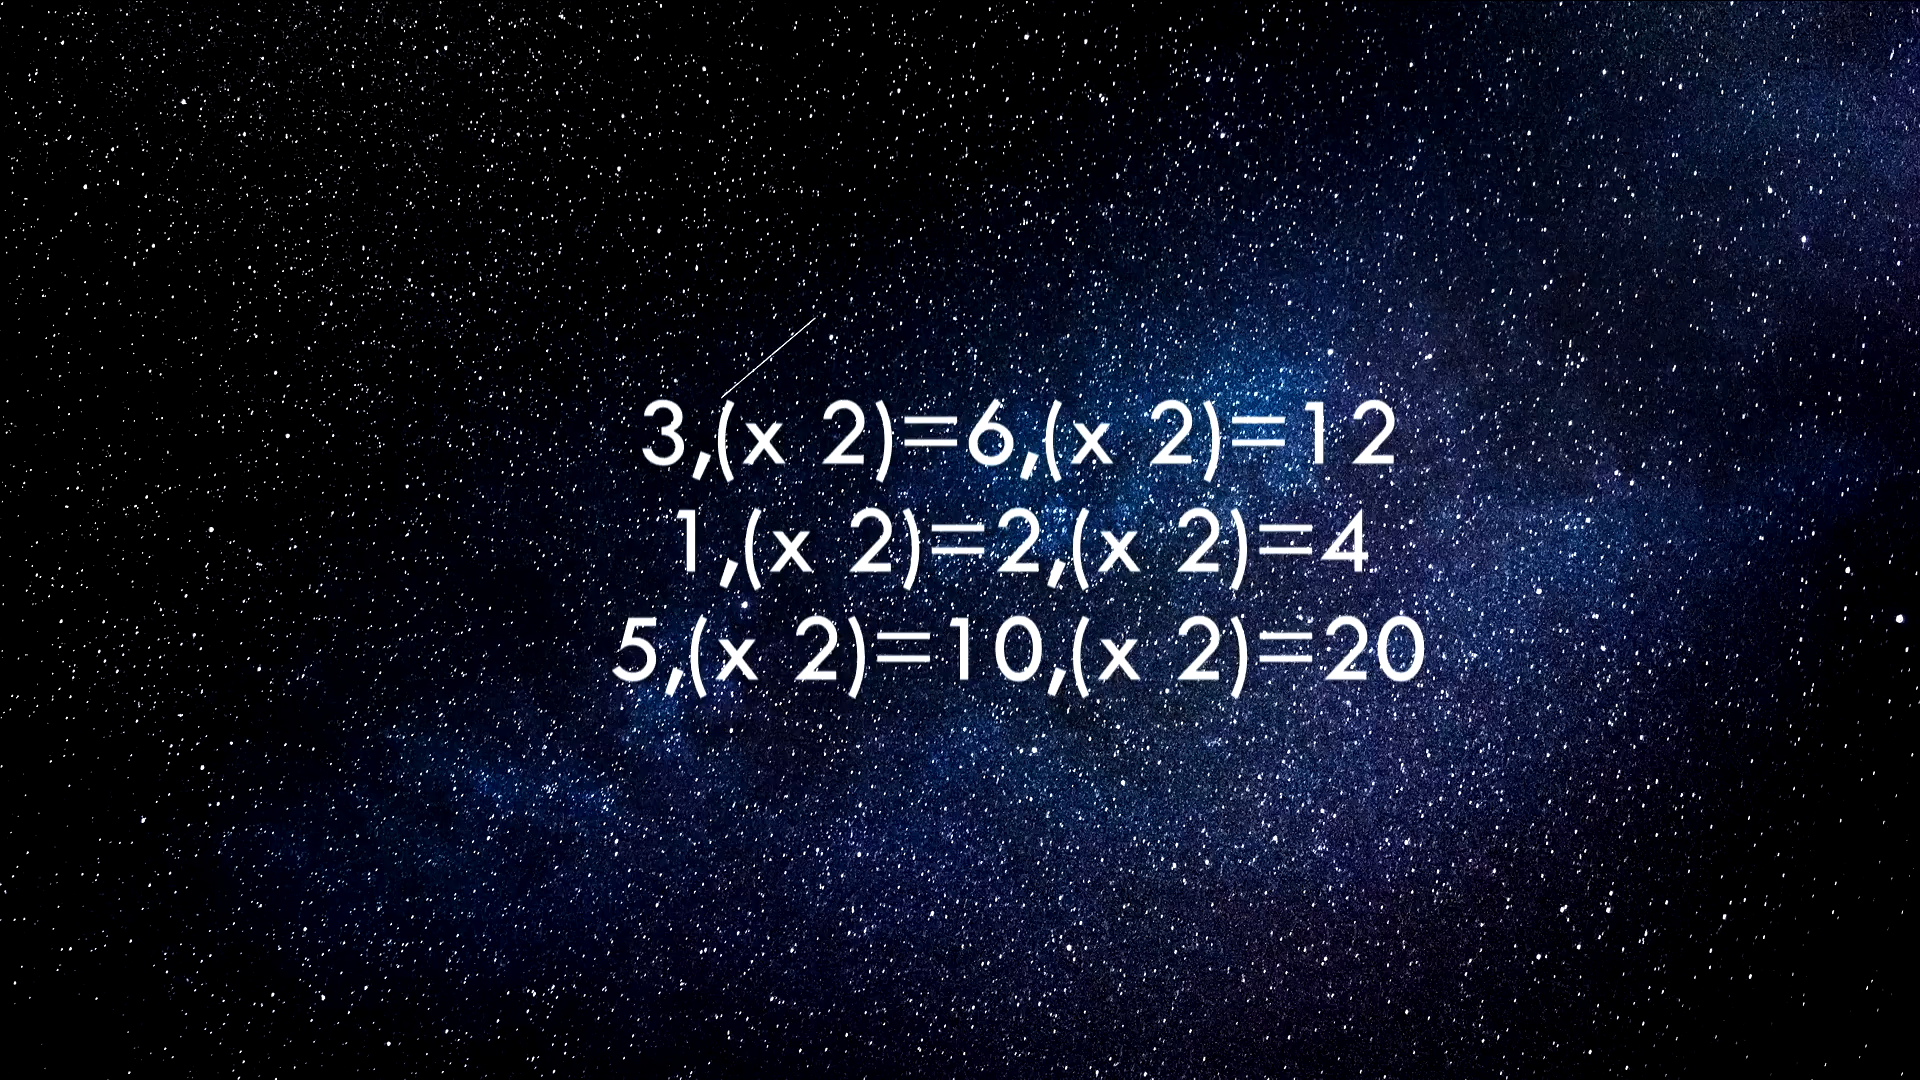 3,(x 2)=6,(x 2)=12
1,(x 2)=2,(x 2)=4
5,(x 2)=10,(x 2)=20